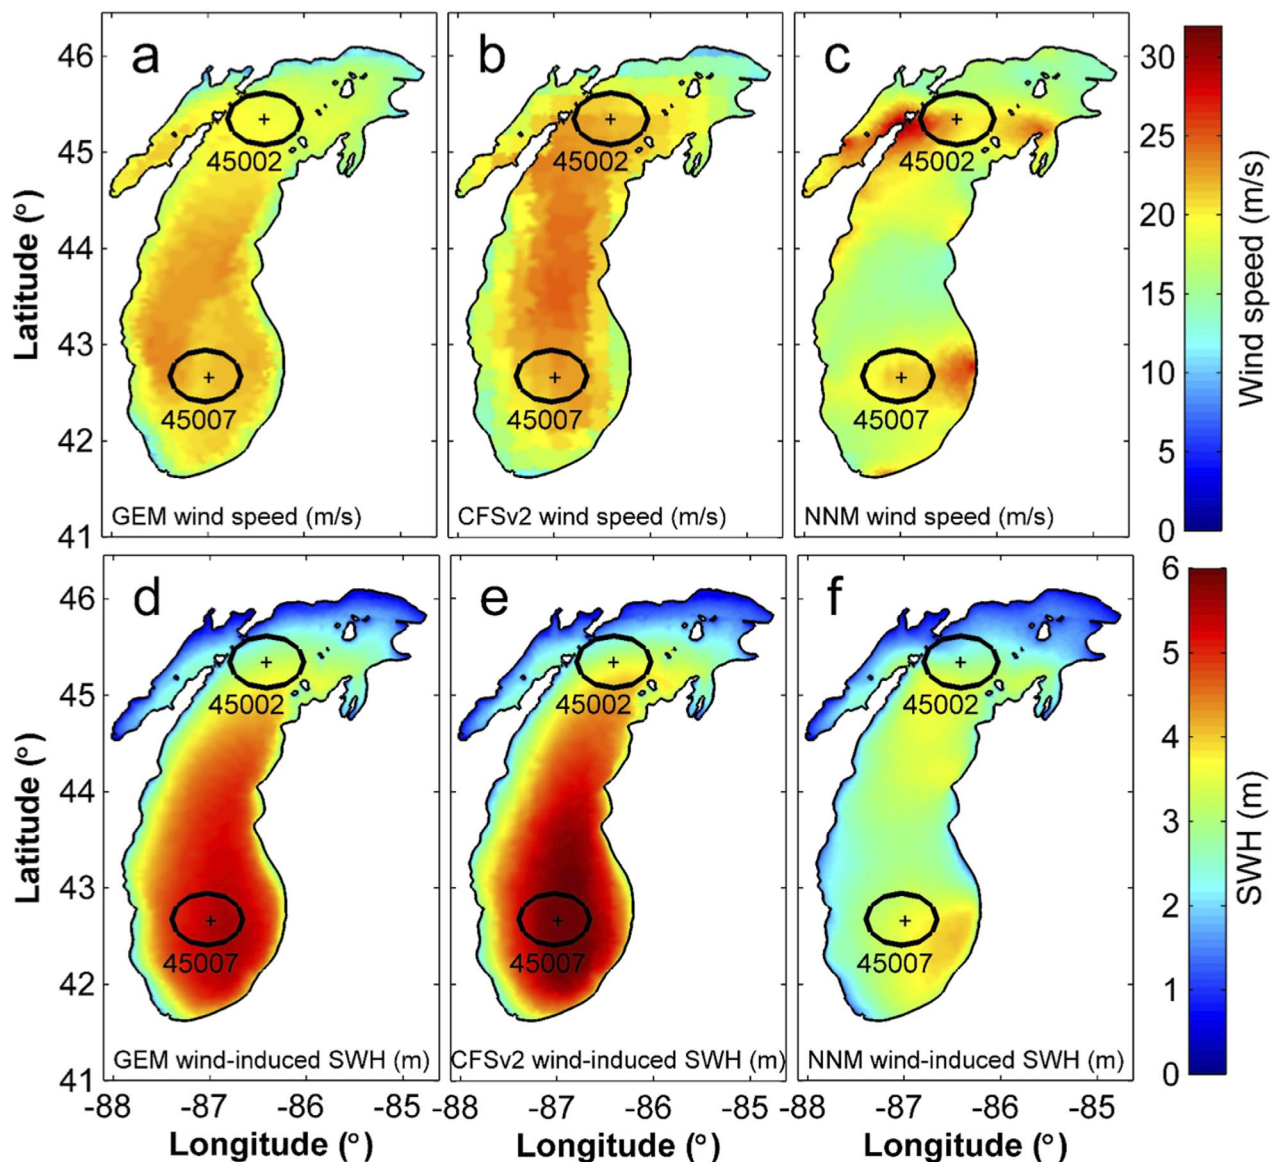 a
b
c
46
45
44
43
42
41
Latitude (°)
45002
45002
45002
45007
45007
45007
GEM wind speed (m/s)
CFSv2 wind speed (m/s)
NNM wind speed (m/s)
30
25
20
15
10
5
0
Wind speed (m/s)
d
e
f
46
45
44
43
42
41
Latitude (°)
45002
45002
45002
45007
45007
45007
GEM wind-induced SWH (m)
CFSv2 wind-induced SWH (m)
NNM wind-induced SWH (m)
6
5
4
3
2
1
0
SWH (m)
-88 -87 -86 -85
-88 -87 -86 -85
-88 -87 -86 -85
Longitude (°)
Longitude (°)
Longitude (°)